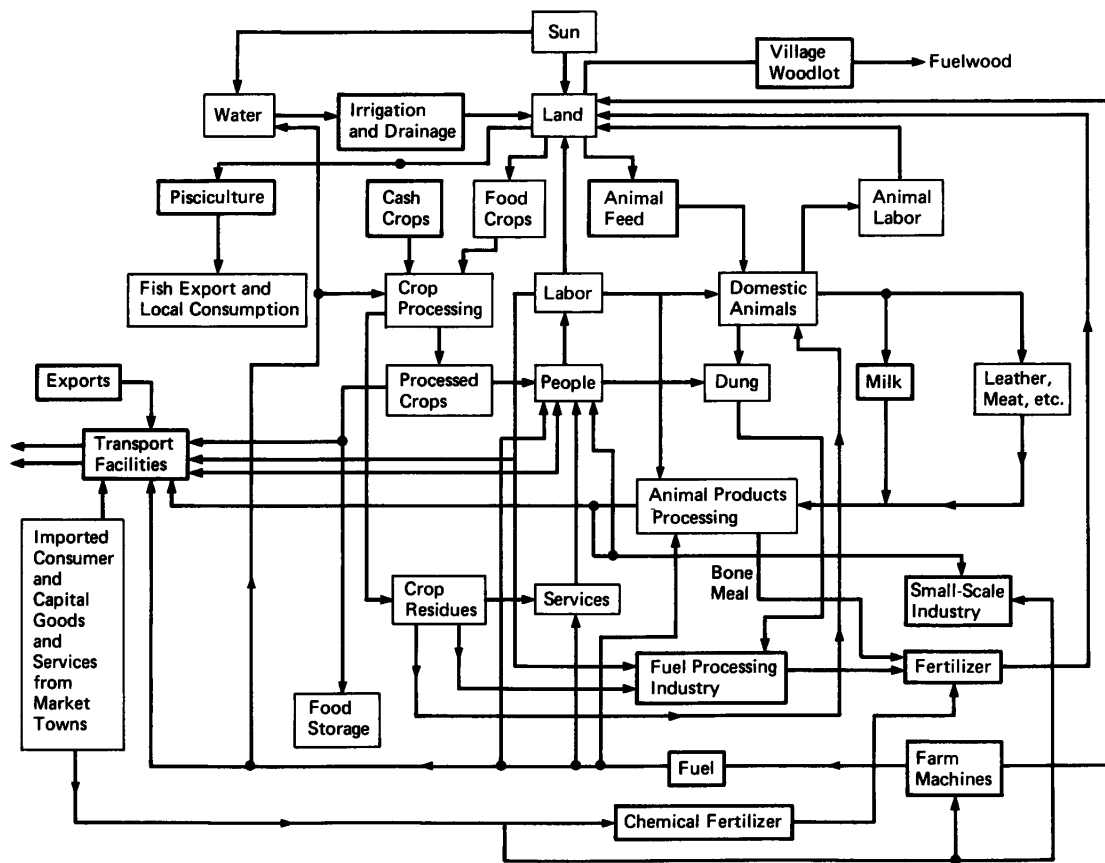 Sun
Village
Woodlot
Fuelwood
Water
Irrigation
and Drainage
Land
Pisciculture
Cash
Crops
Food
Crops
Animal
Feed
Animal
Labor
Fish Export and
Local Consumption
Crop
Processing
Labor
Domestic
Animals
Exports
Processed
Crops
People
Dung
Milk
Leather,
Meat, etc.
Transport
Facilities
Animal Products
Processing
Imported
Consumer
and
Capital
Goods
and
Services
from
Market
Towns
Bone
Meal
Crop
Residues
Services
Small-Scale
Industry
Fuel Processing
Industry
Fertilizer
Food
Storage
Fuel
Farm
Machines
Chemical Fertilizer